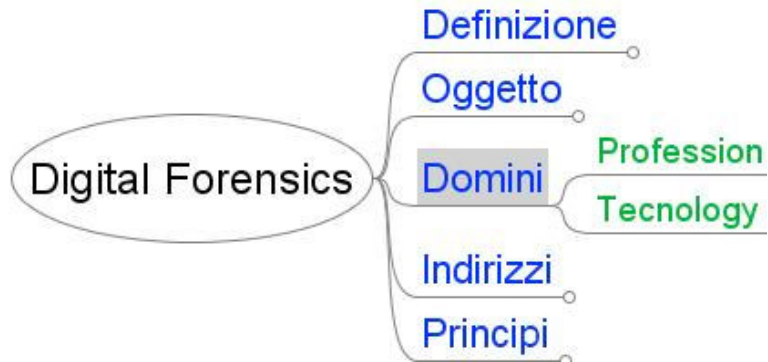 Definizione
Oggetto
Digital Forensics
Domini
Profession
Tecnology
Indirizzi
Principi